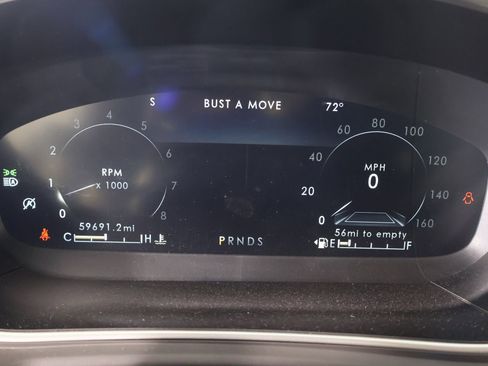 S BUST A MOVE 72°
0 1 2 3 4 5 6 7 8
RPM
x 1000
0 20 40 60 80 100 120 140 160
MPH
0
59691.2mi
C H
PRNDS
56mi to empty
E F